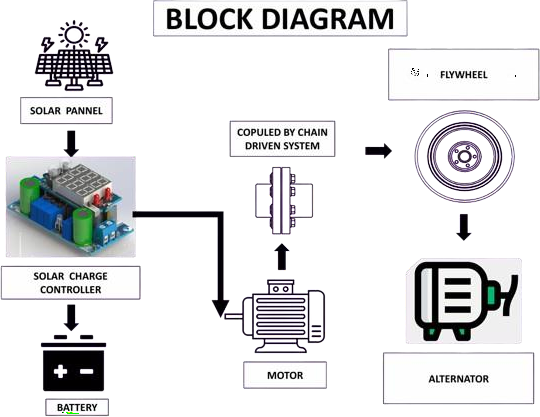 BLOCK DIAGRAM
SOLAR PANNEL
COPULED BY CHAIN
DRIVEN SYSTEM
FLYWHEEL
SOLAR CHARGE
CONTROLLER
MOTOR
ALTERNATOR
BATTERY